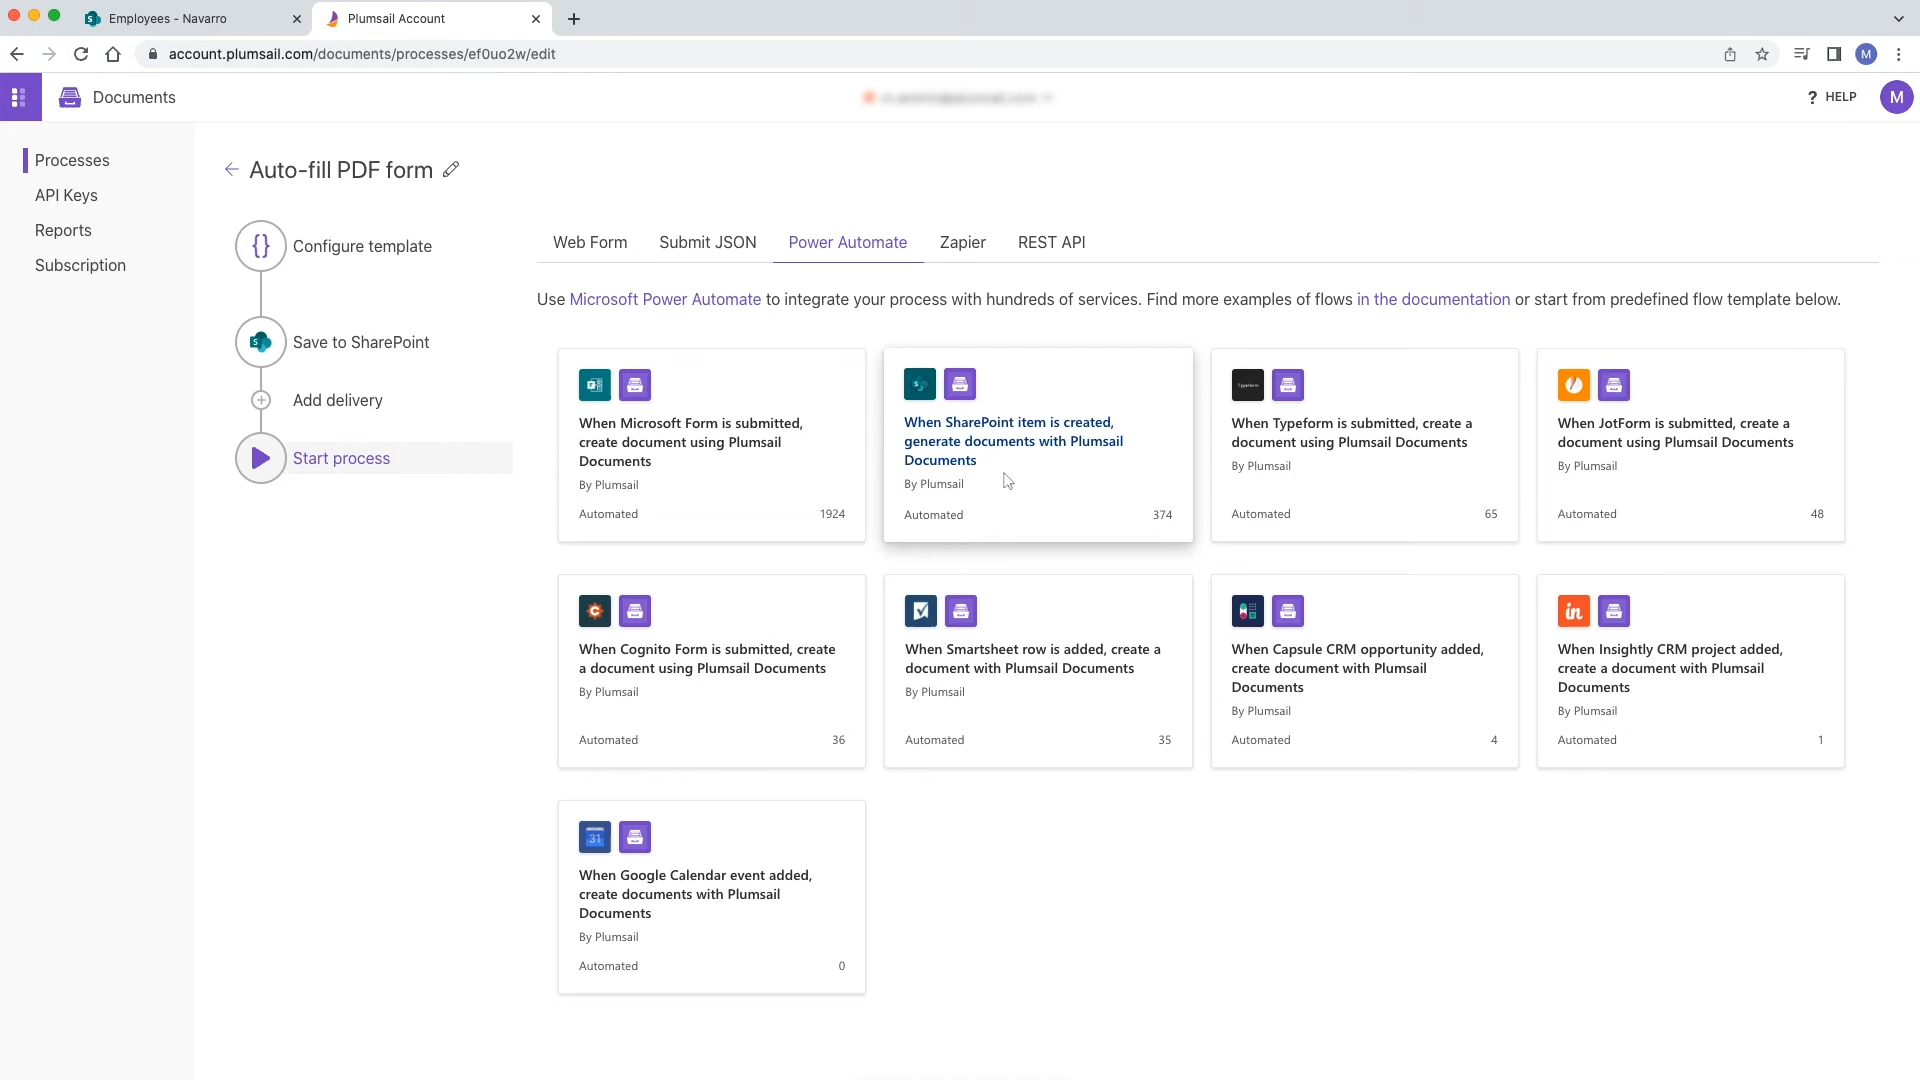 Employees - Navarro
Plumsail Account
account.plumsail.com/documents/processes/ef0uo2w/edit
M
Documents
? HELP
M
Processes
API Keys
Reports
Subscription
Auto-fill PDF form
{} Configure template
S Save to SharePoint
Add delivery
Start process
Web Form
Submit JSON
Power Automate
Zapier
REST API
Use Microsoft Power Automate to integrate your process with hundreds of services. Find more examples of flows in the documentation or start from predefined flow template below.
When Microsoft Form is submitted,
create document using Plumsail
Documents
By Plumsail
Automated 1924
When SharePoint item is created,
generate documents with Plumsail
Documents
By Plumsail
Automated 374
Typeform
When Typeform is submitted, create a
document using Plumsail Documents
By Plumsail
Automated 65
When JotForm is submitted, create a
document using Plumsail Documents
By Plumsail
Automated 48
C
When Cognito Form is submitted, create
a document using Plumsail Documents
By Plumsail
Automated 36
When Smartsheet row is added, create a
document with Plumsail Documents
By Plumsail
Automated 35
When Capsule CRM opportunity added,
create document with Plumsail
Documents
By Plumsail
Automated 4
in
When Insightly CRM project added,
create a document with Plumsail
Documents
By Plumsail
Automated 1
31
When Google Calendar event added,
create documents with Plumsail
Documents
By Plumsail
Automated 0